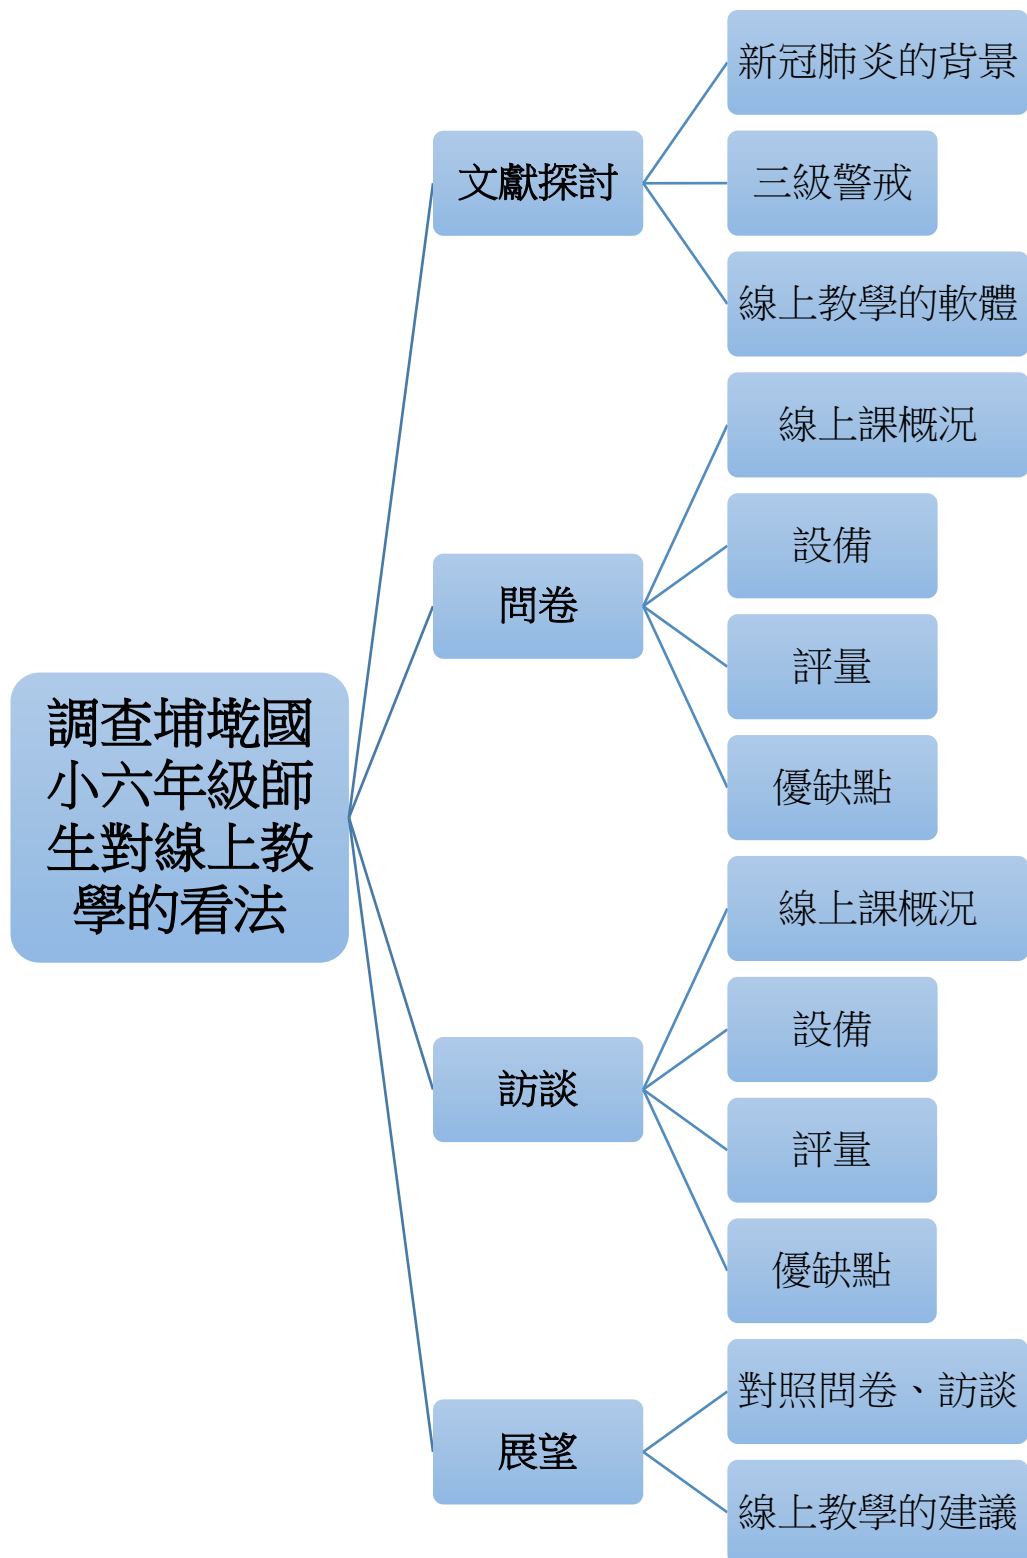 新冠肺炎的背景
文獻探討
三級警戒
線上教學的軟體
線上課概況
設備
問卷
評量
優缺點
調查埔墘國
小六年級師
生對線上教
學的看法
線上課概況
設備
訪談
評量
優缺點
對照問卷、訪談
展望
線上教學的建議